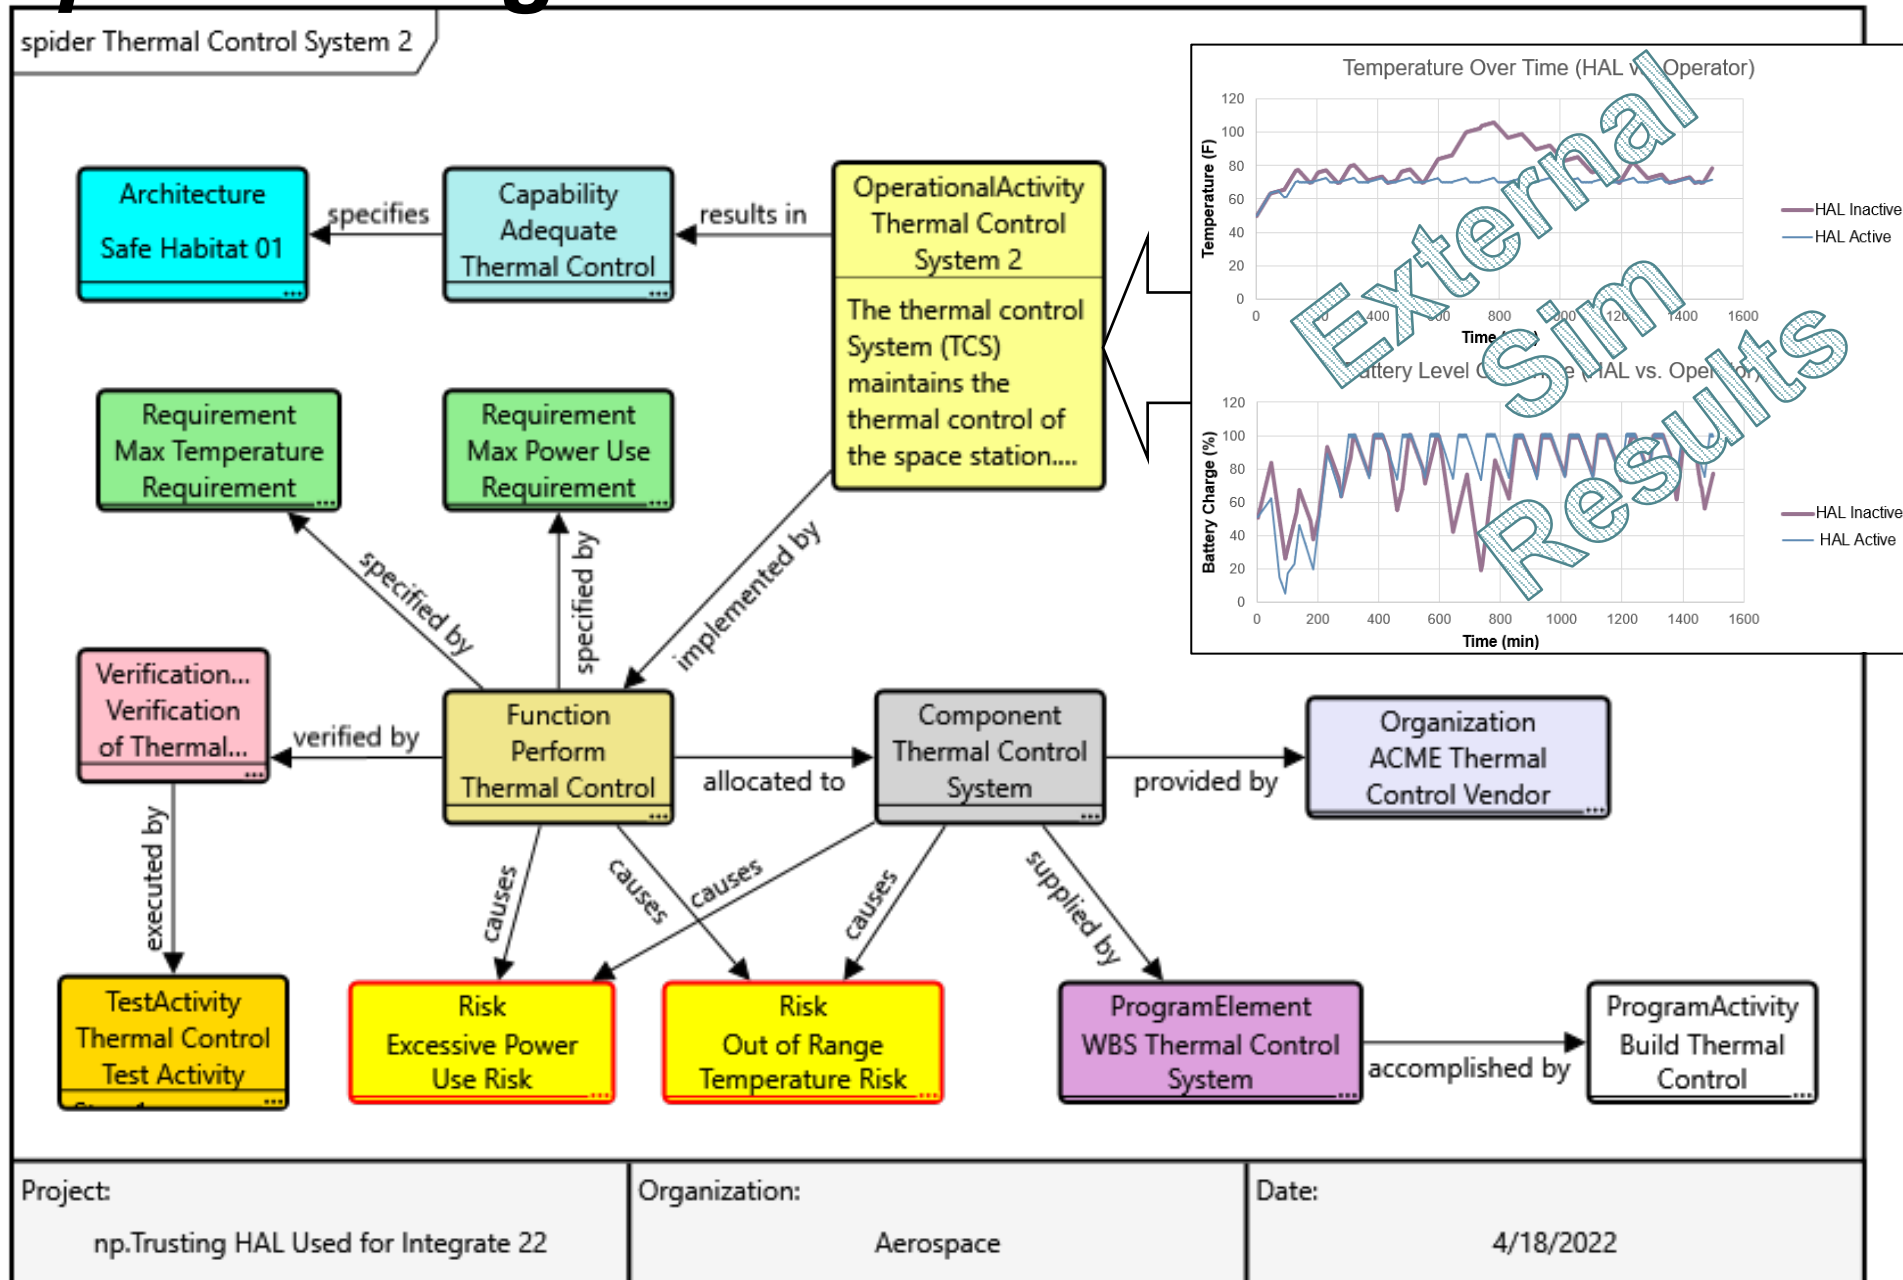 spider Thermal Control System 2
Architecture
Safe Habitat 01
specifies
Capability
Adequate
Thermal Control
results in
OperationalActivity
Thermal Control
System 2
The thermal control
System (TCS)
maintains the
thermal control of
the space station....
Temperature Over Time (HAL v Operator)
120
100
80
60
40
20
0
Temperature (F)
0
400
800
1400
1600
HAL Inactive
HAL Active
External
Sim
Results
120
100
80
60
40
20
0
Battery Charge (%)
0
200
400
600
800
1000
1200
1400
1600
Time (min)
HAL Inactive
HAL Active
Requirement
Max Temperature
Requirement
Requirement
Max Power Use
Requirement
specified by
specified by
implemented by
Verification...
Verification
of Thermal...
verified by
Function
Perform
Thermal Control
allocated to
Component
Thermal Control
System
provided by
Organization
ACME Thermal
Control Vendor
executed by
causes
causes
causes
causes
supplied by
TestActivity
Thermal Control
Test Activity
Risk
Excessive Power
Use Risk
Risk
Out of Range
Temperature Risk
ProgramElement
WBS Thermal Control
System
accomplished by
ProgramActivity
Build Thermal
Control
Project:
np.Trusting HAL Used for Integrate 22
Organization:
Aerospace
Date:
4/18/2022